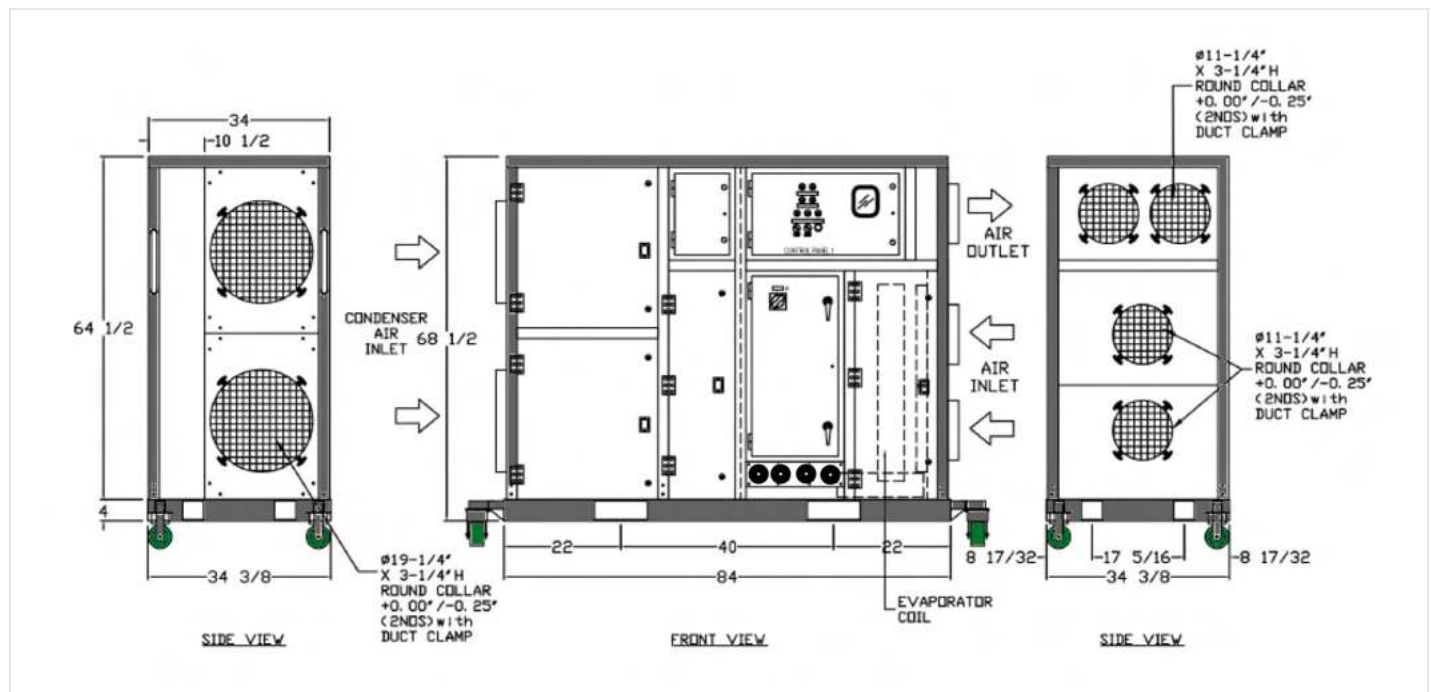 34
10 1/2
64 1/2
4
34 3/8
ø19-1/4"
X 3-1/4"H
ROUND COLLAR
+0.00"/-0.25"
(2NOS)with
DUCT CLAMP
SIDE VIEW
CONDENSER
AIR
INLET
68 1/2
CONTROL PANEL 1
AIR
OUTLET
AIR
INLET
22
40
22
84
EVAPORATOR
COIL
FRONT VIEW
ø11-1/4"
X 3-1/4"H
ROUND COLLAR
+0.00"/-0.25"
(2NOS)with
DUCT CLAMP
ø11-1/4"
X 3-1/4"H
ROUND COLLAR
+0.00"/-0.25"
(2NOS)with
DUCT CLAMP
8 17/32
17 5/16
8 17/32
34 3/8
SIDE VIEW